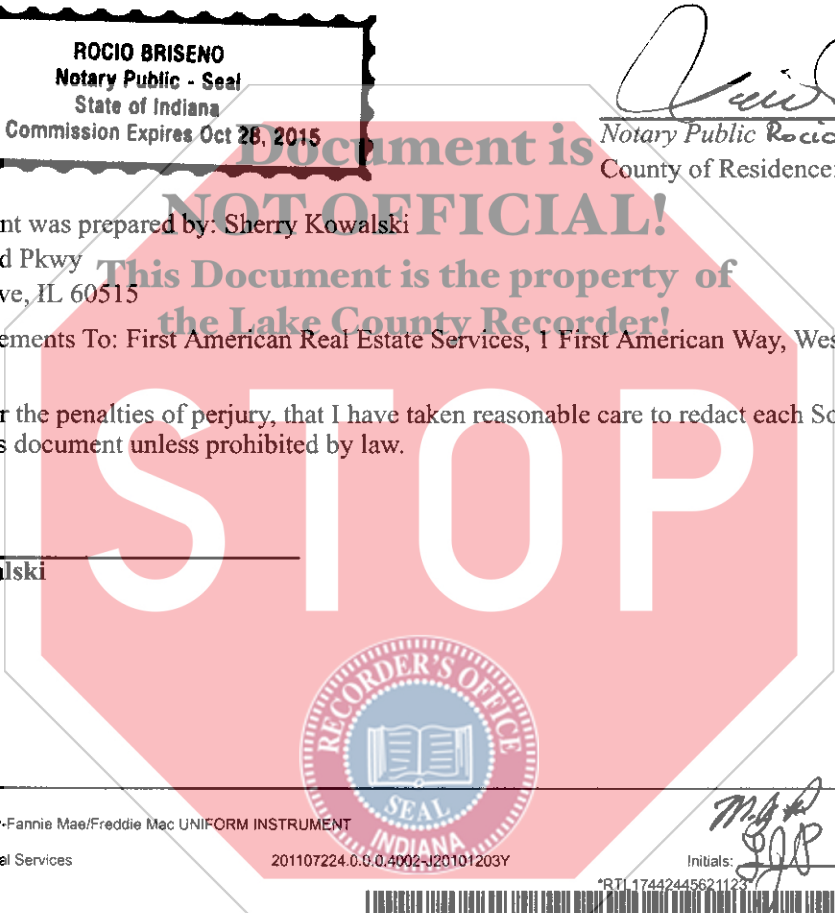 ROCIO BRISENO
Notary Public - Seal
State of Indiana
Commission Expires Oct 28, 2015
Document is
Notary Public Rocio
County of Residence:
NOT OFFICIAL!
nt was prepared by: Sherry Kowalski
d Pkwy
This Document is the property of
ve, IL 60515
the Lake County Recorder!
ements To: First American Real Estate Services, 1 First American Way, Wes
r the penalties of perjury, that I have taken reasonable care to redact each So
s document unless prohibited by law.
STOP
lski
RECORDER'S OFFICE
SEAL
INDIANA
-Fannie Mae/Freddie Mac UNIFORM INSTRUMENT
al Services
201107224.0.0.0.4002-J20101203Y
Initials:
*RTL17442445621123*